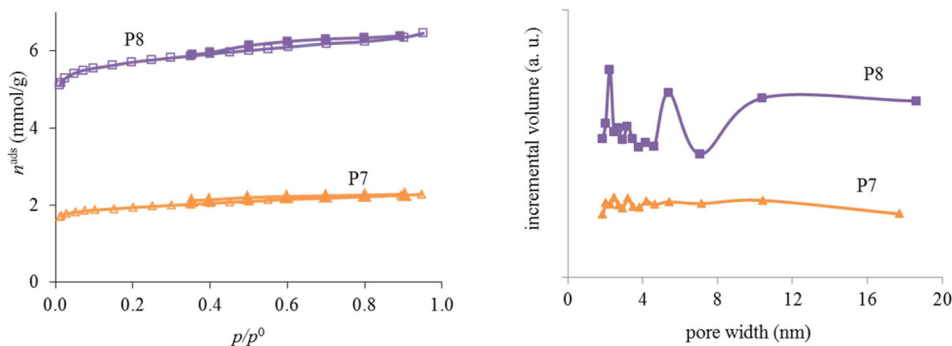 P8
6
4
2
0
P7
0.0
0.2
0.4
0.6
0.8
1.0
n^ads (mmol/g)
p/p^0
P8
P7
incremental volume (a. u.)
0
4
8
12
16
20
pore width (nm)